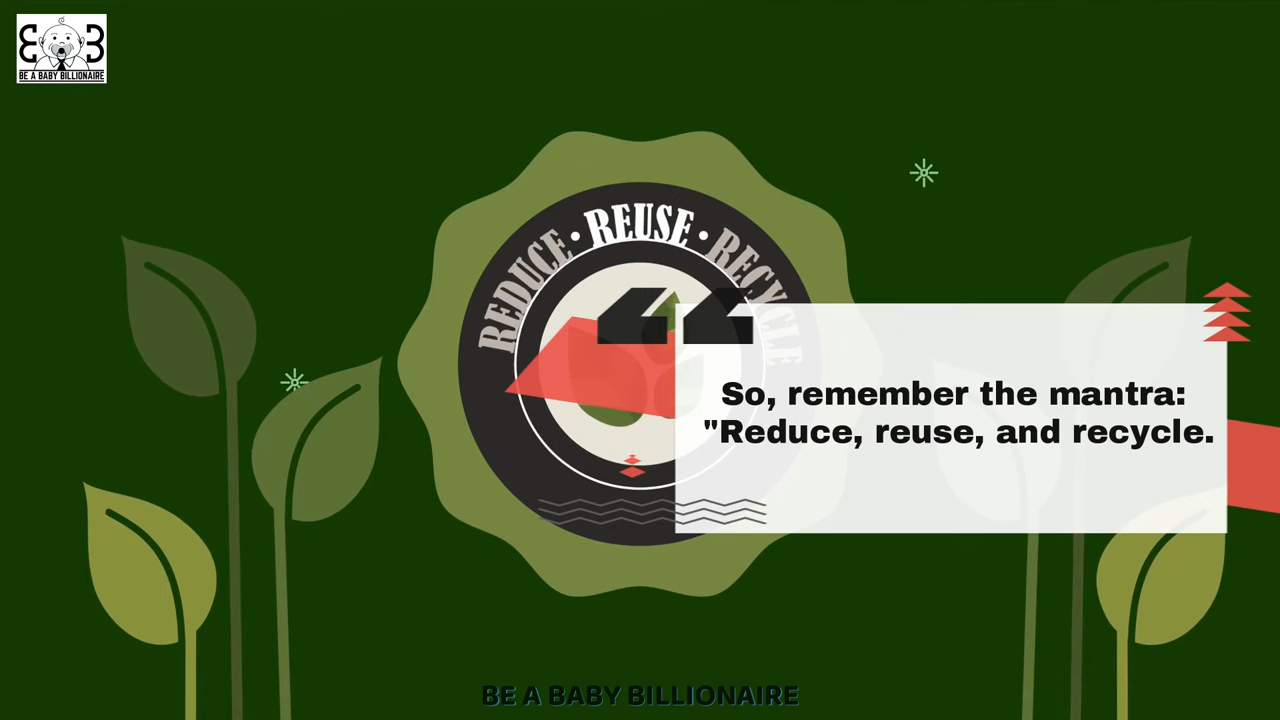 BE A BABY BILLIONAIRE
REDUCE • REUSE • RECYCLE
So, remember the mantra:
"Reduce, reuse, and recycle.
BE A BABY BILLIONAIRE